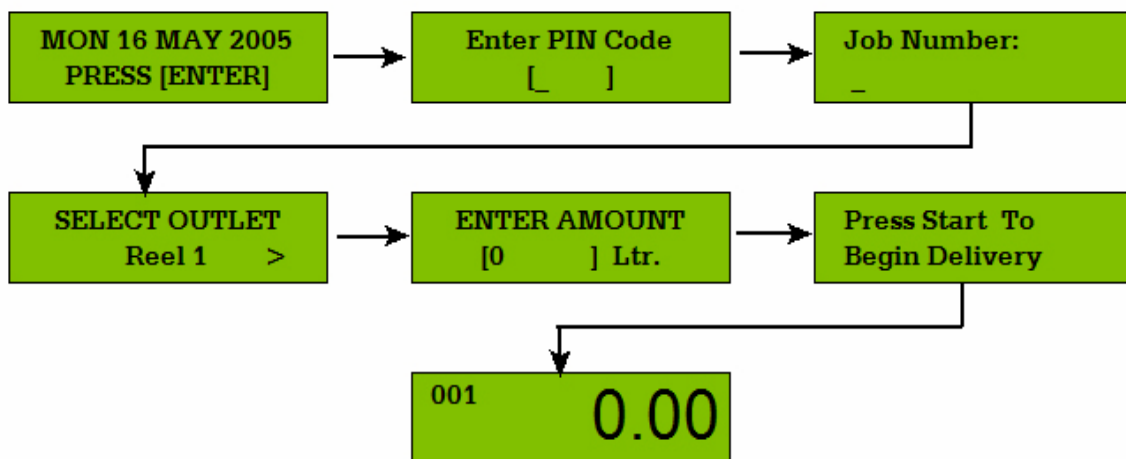 MON 16 MAY 2005
PRESS [ENTER]
Enter PIN Code
[_ ]
Job Number:
_
SELECT OUTLET
Reel 1 >
ENTER AMOUNT
[0 ] Ltr.
Press Start To
Begin Delivery
001 0.00